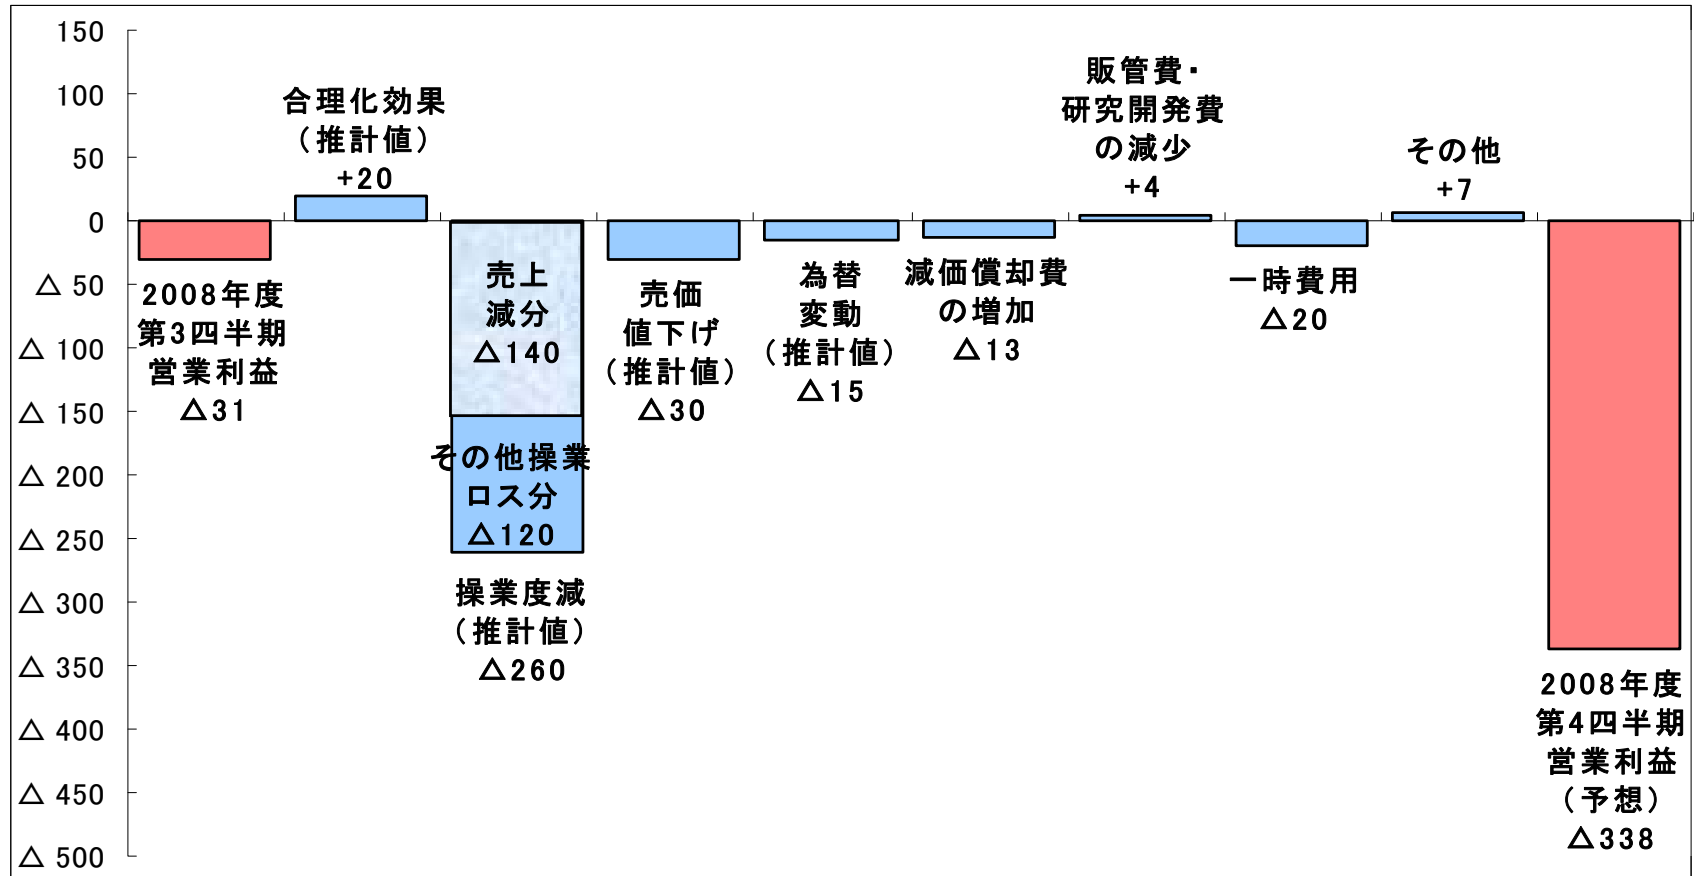 150
100
50
0
△ 50
△ 100
△ 150
△ 200
△ 250
△ 300
△ 350
△ 400
△ 450
△ 500
2008年度
第3四半期
営業利益
△31
合理化効果
(推計値)
+20
売上
減分
△140
その他操業
ロス分
△120
操業度減
(推計値)
△260
売価
値下げ
(推計値)
△30
為替
変動
(推計値)
△15
減価償却費
の増加
△13
販管費・
研究開発費
の減少
+4
一時費用
△20
その他
+7
2008年度
第4四半期
営業利益
(予想)
△338